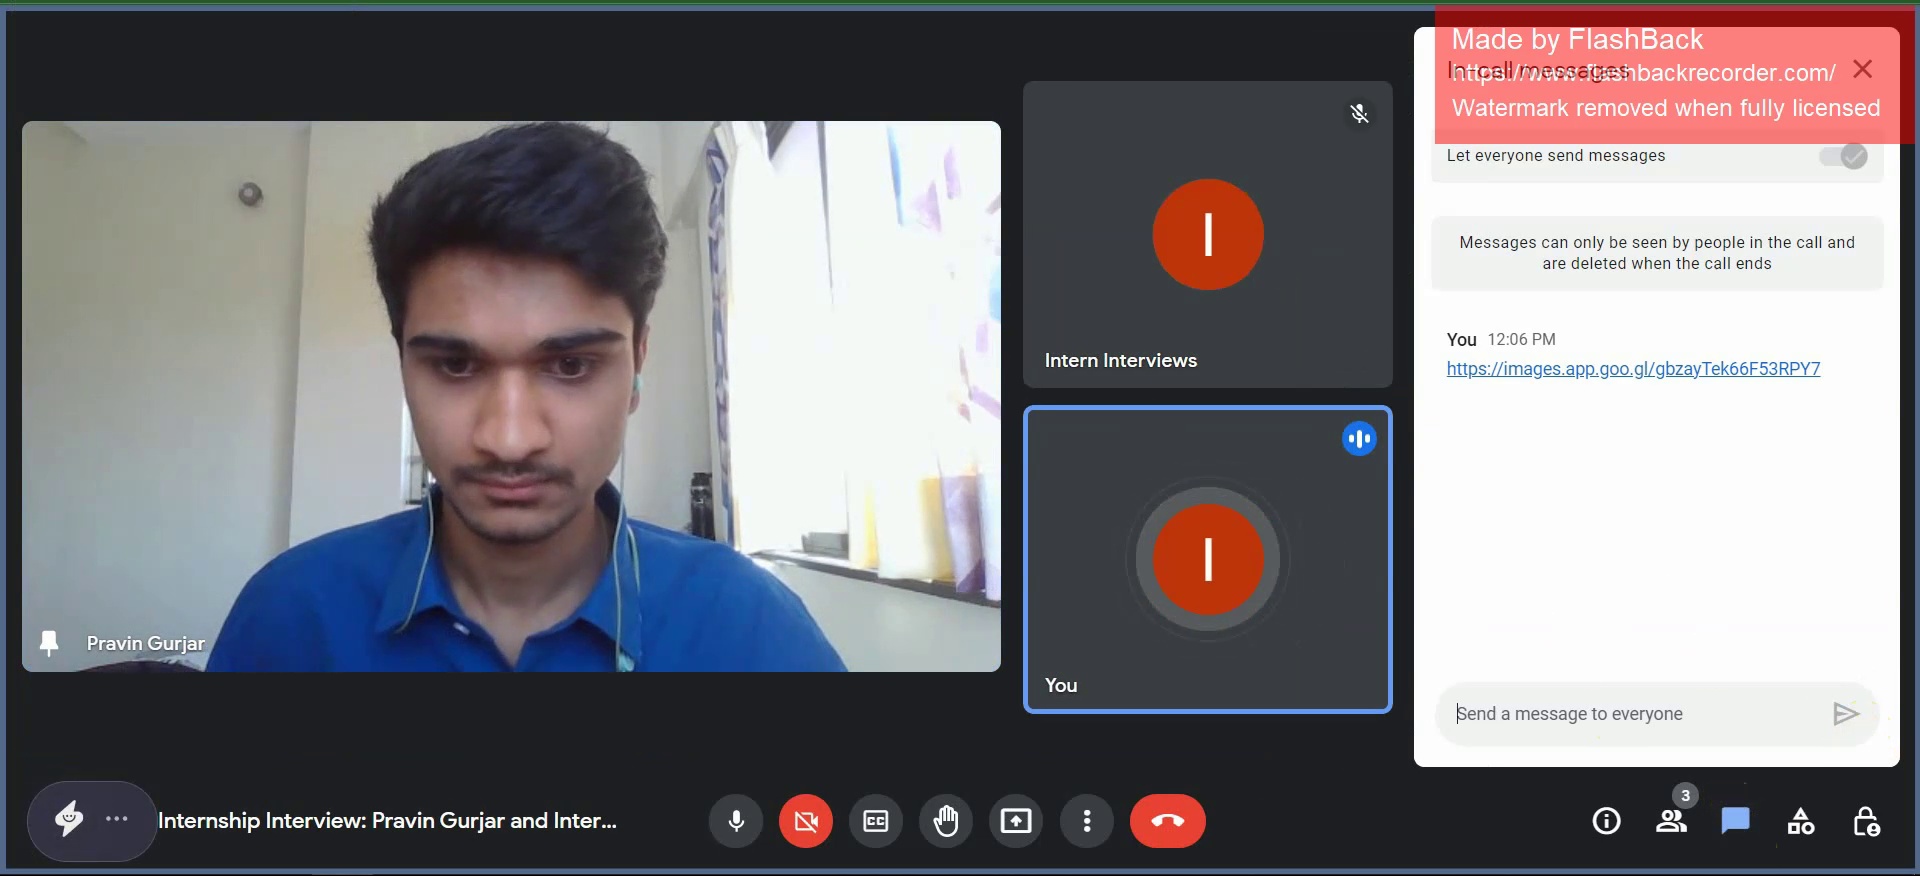 Made by FlashBack
In-call messages
https://www.flashbackrecorder.com/
Watermark removed when fully licensed
Let everyone send messages
Messages can only be seen by people in the call and
are deleted when the call ends
You 12:06 PM
https://images.app.goo.gl/gbzayTek66F53RPY7
Send a message to everyone
I
Intern Interviews
I
You
Pravin Gurjar
Internship Interview: Pravin Gurjar and Inter...
CC
3